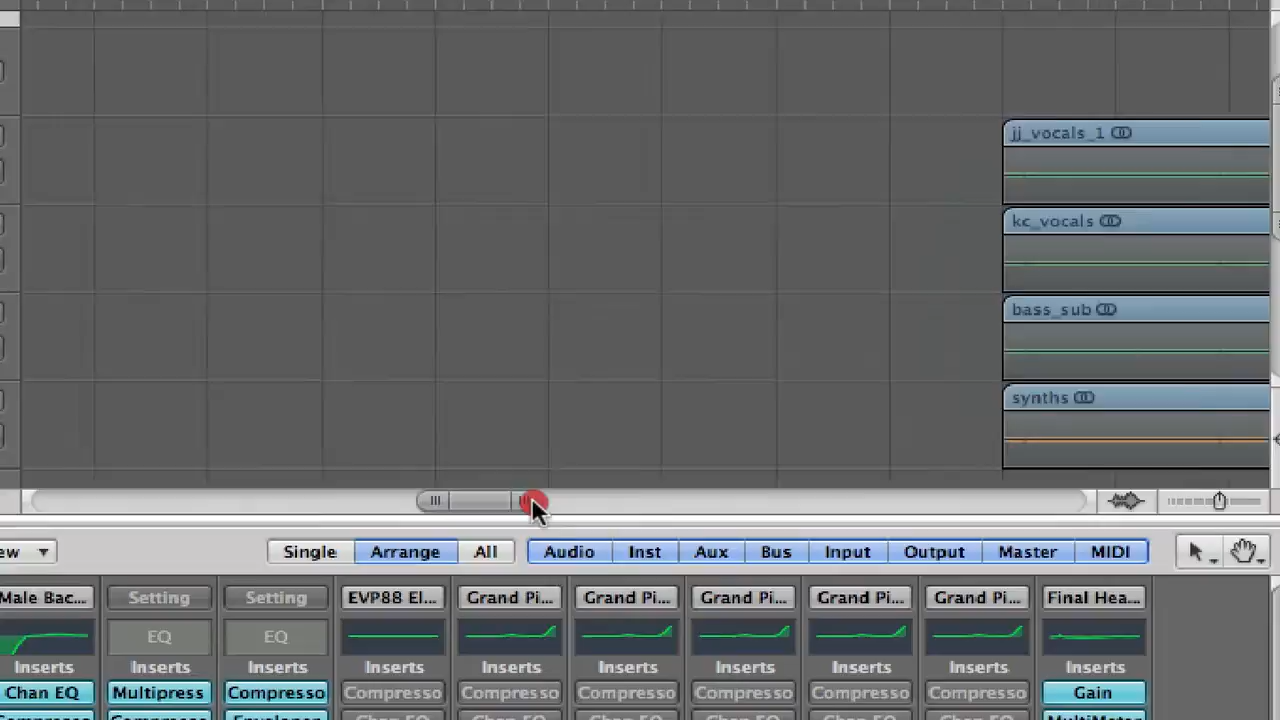 jj_vocals_1
kc_vocals
bass_sub
synths
ew
Single Arrange All Audio Inst Aux Bus Input Output Master MIDI
Male Bac... Setting Setting EVP88 El... Grand Pi... Grand Pi... Grand Pi... Grand Pi... Grand Pi... Final Hea...
EQ EQ
Inserts Inserts Inserts Inserts Inserts Inserts Inserts Inserts Inserts Inserts
Chan EQ Multipress Compresso Compresso Compresso Compresso Compresso Compresso Compresso Gain